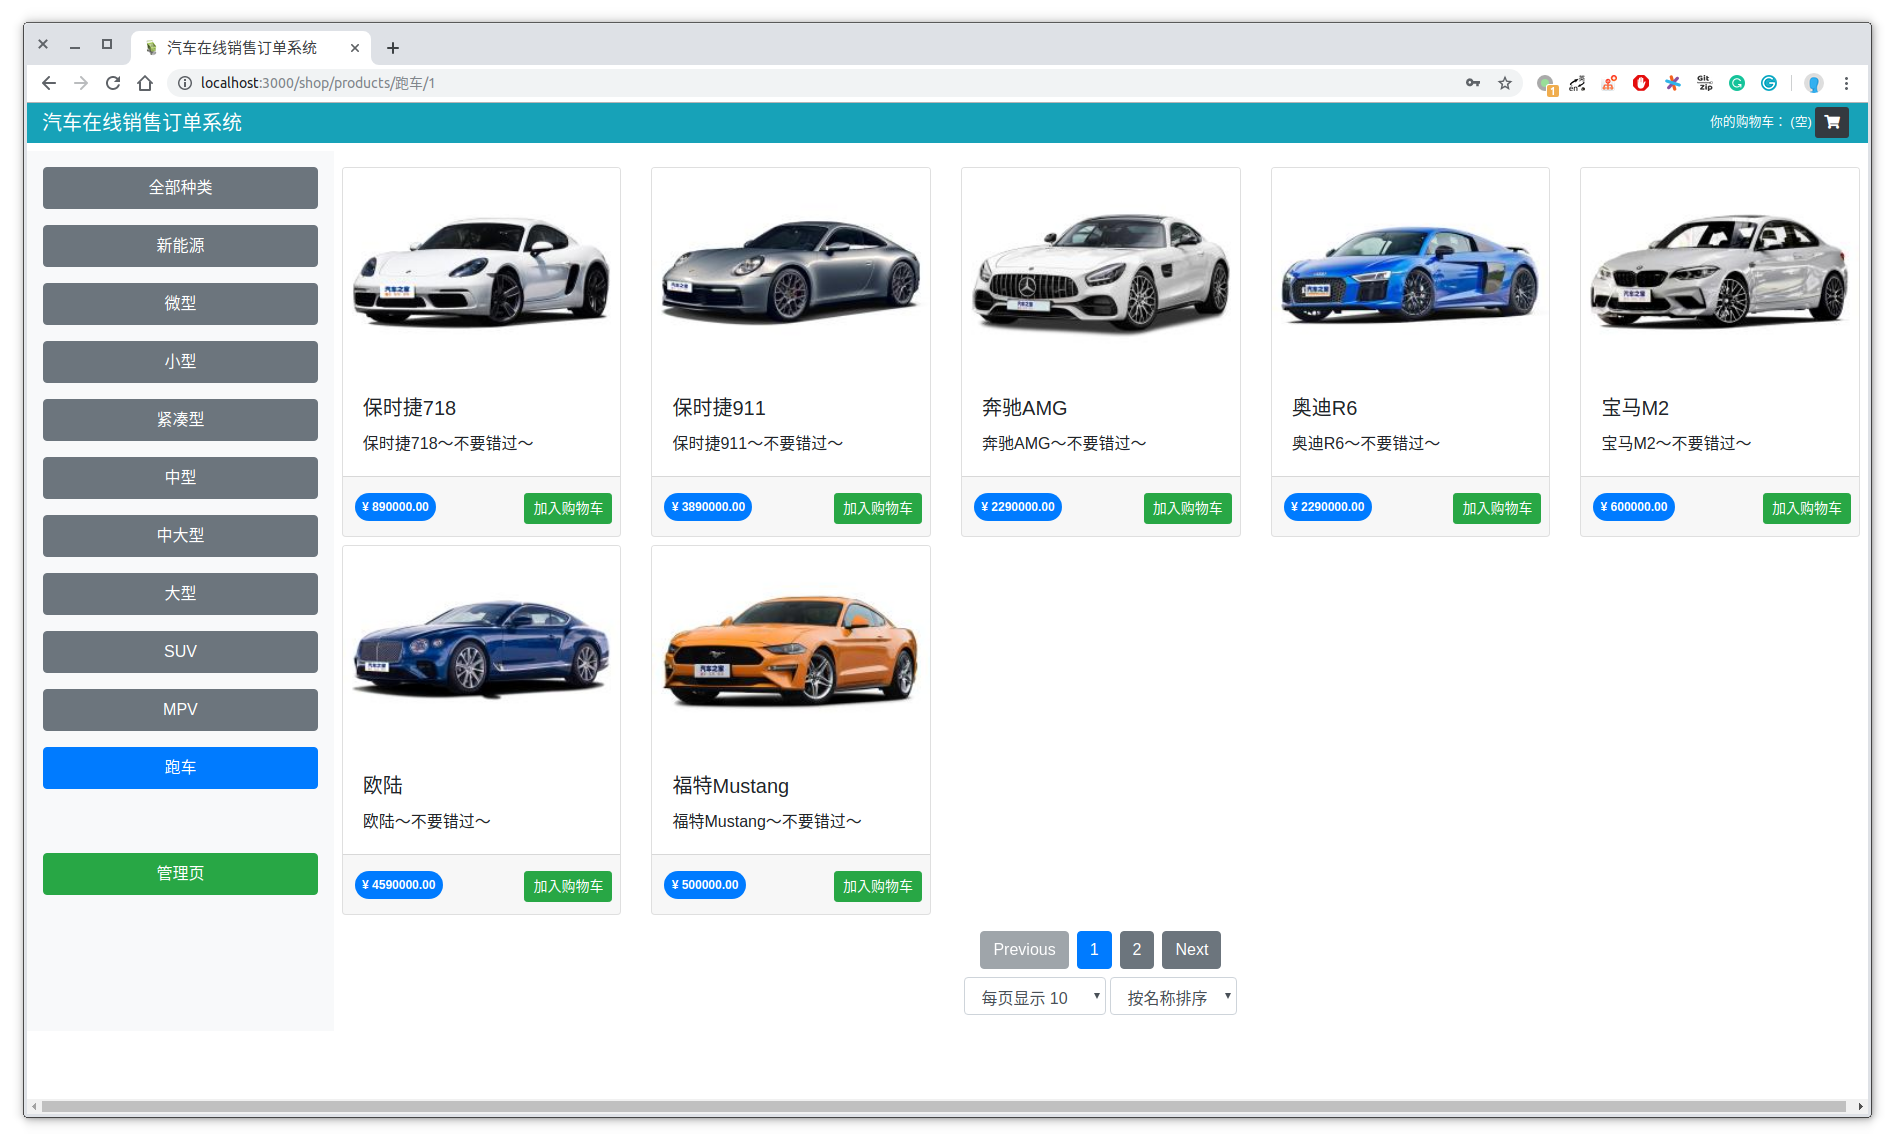 汽车在线销售订单系统
localhost:3000/shop/products/跑车/1
汽车在线销售订单系统
你的购物车： (空)
全部种类
新能源
微型
小型
紧凑型
中型
中大型
大型
SUV
MPV
跑车
管理页
保时捷718
保时捷718～不要错过～
¥ 890000.00
加入购物车
保时捷911
保时捷911～不要错过～
¥ 3890000.00
加入购物车
奔驰AMG
奔驰AMG～不要错过～
¥ 2290000.00
加入购物车
奥迪R6
奥迪R6～不要错过～
¥ 2290000.00
加入购物车
宝马M2
宝马M2～不要错过～
¥ 600000.00
加入购物车
欧陆
欧陆～不要错过～
¥ 4590000.00
加入购物车
福特Mustang
福特Mustang～不要错过～
¥ 500000.00
加入购物车
Previous 1 2 Next
每页显示 10 按名称排序